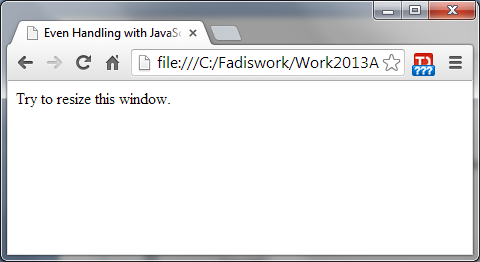 Even Handling with JavaSc
file:///C:/Fadiswork/Work2013A
???
Try to resize this window.